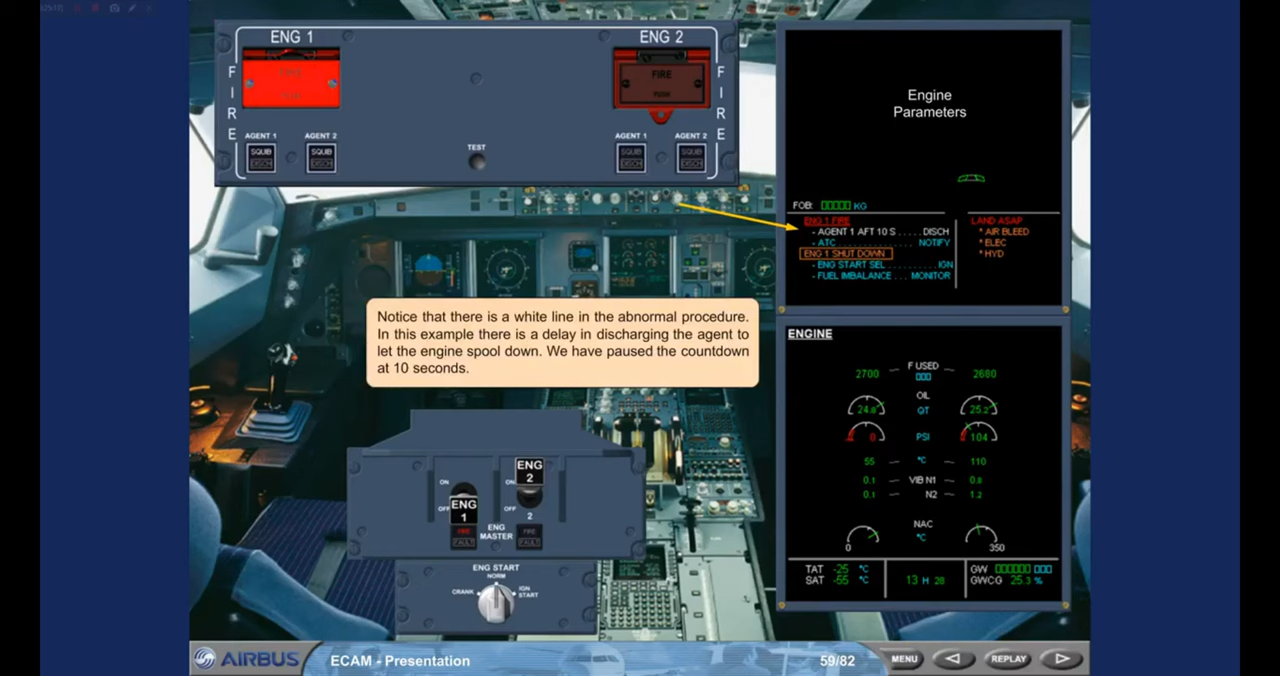 ENG 1
ENG 2
FIRE
FIRE
FIRE
PUSH
AGENT 1
AGENT 2
SQUIB
DISCH
SQUIB
DISCH
TEST
AGENT 1
AGENT 2
SQUIB
DISCH
SQUIB
DISCH
Engine
Parameters
FOB: KG
ENG 1 FIRE
- AGENT 1 AFT 10 S.....DISCH
- ATC..........NOTIFY
ENG 1 SHUT DOWN
- ENG START SEL........IGN
- FUEL IMBALANCE...MONITOR
LAND ASAP
* AIR BLEED
* ELEC
* HYD
Notice that there is a white line in the abnormal procedure.
In this example there is a delay in discharging the agent to
let the engine spool down. We have paused the countdown
at 10 seconds.
ENGINE
2700 F USED 2680
OIL
24.8 QT 25.2
0 PSI 104
55 °C 110
0.1 VIB N1 0.8
0.1 N2 1.2
NAC
°C
0 350
TAT -25 °C
SAT -55 °C
13 H 28
GW
GWCG 25.3 %
ON
OFF
ENG
1
ON
OFF
ENG
2
2
FIRE
FAULT
ENG
MASTER
FIRE
FAULT
ENG START
NORM
CRANK
IGN
START
AIRBUS
ECAM - Presentation
59/82
MENU
REPLAY